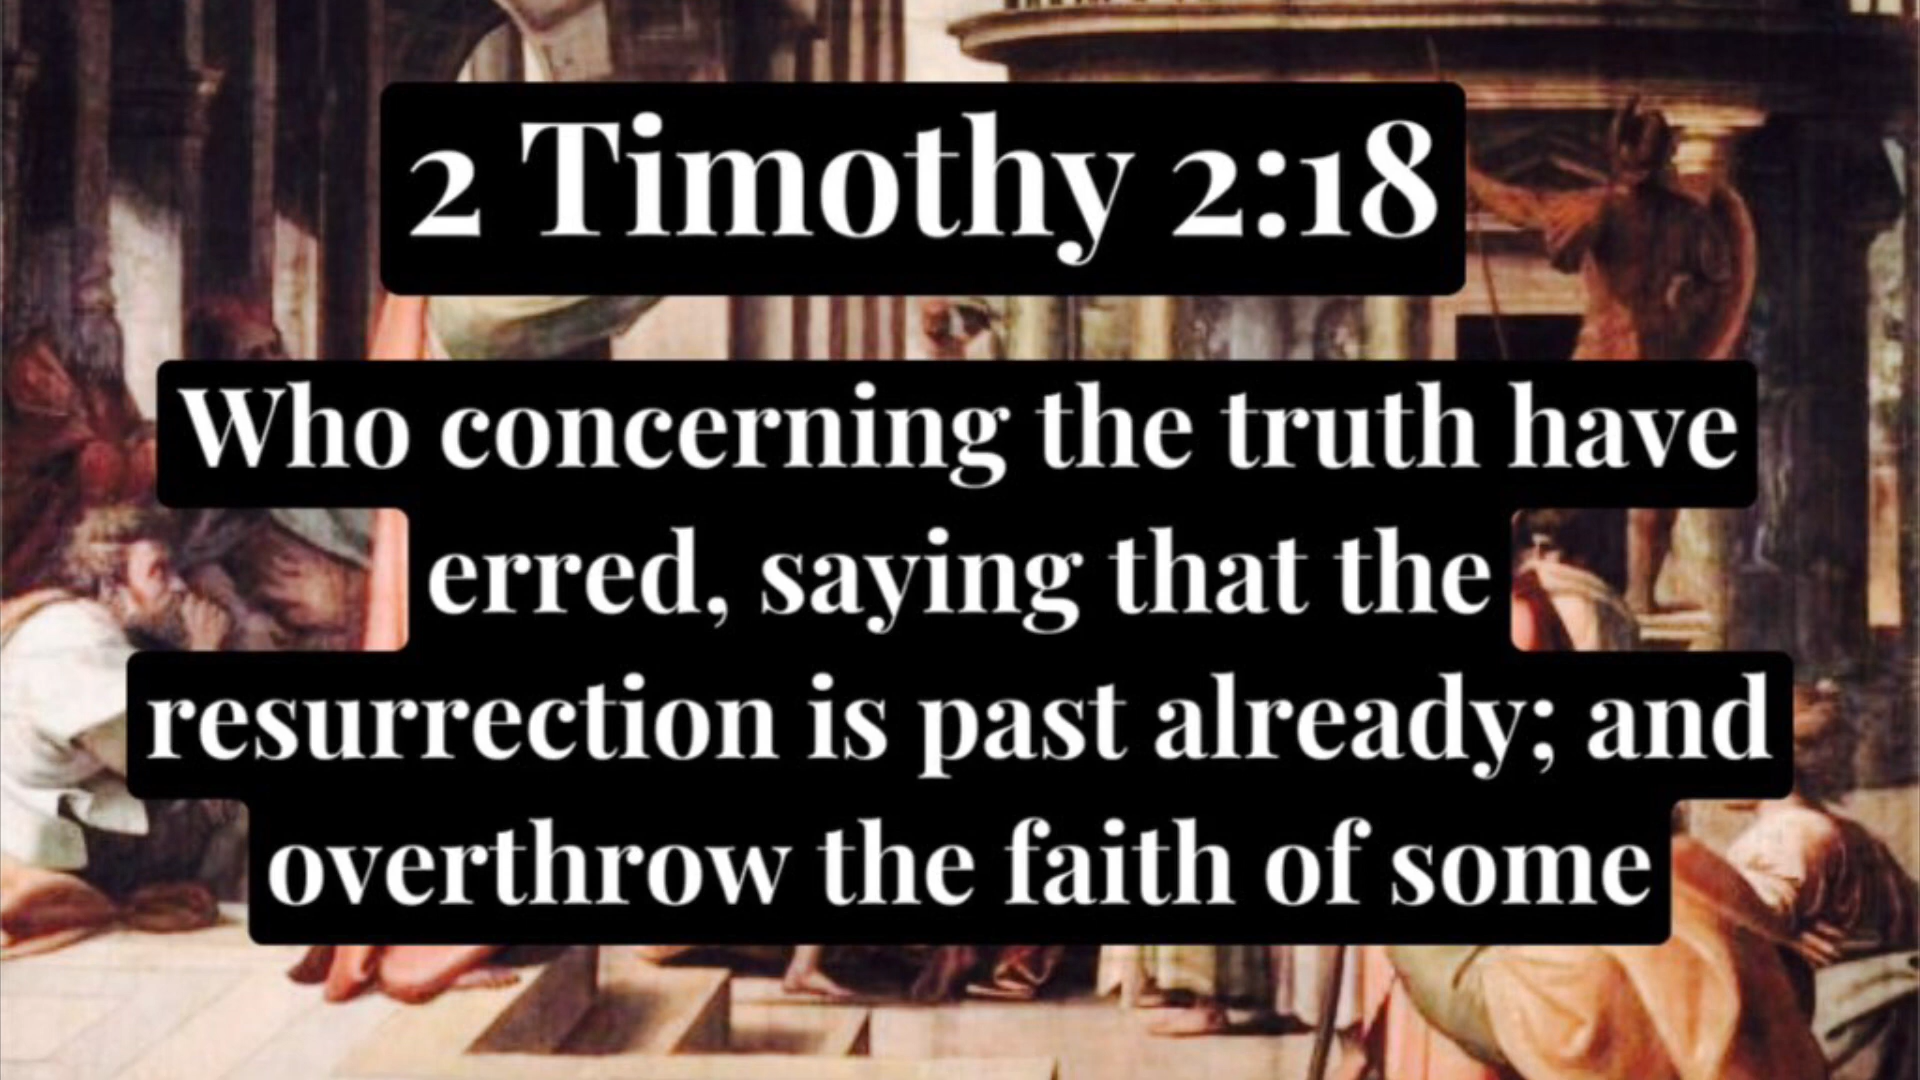 2 Timothy 2:18
Who concerning the truth have
erred, saying that the
resurrection is past already; and
overthrow the faith of some